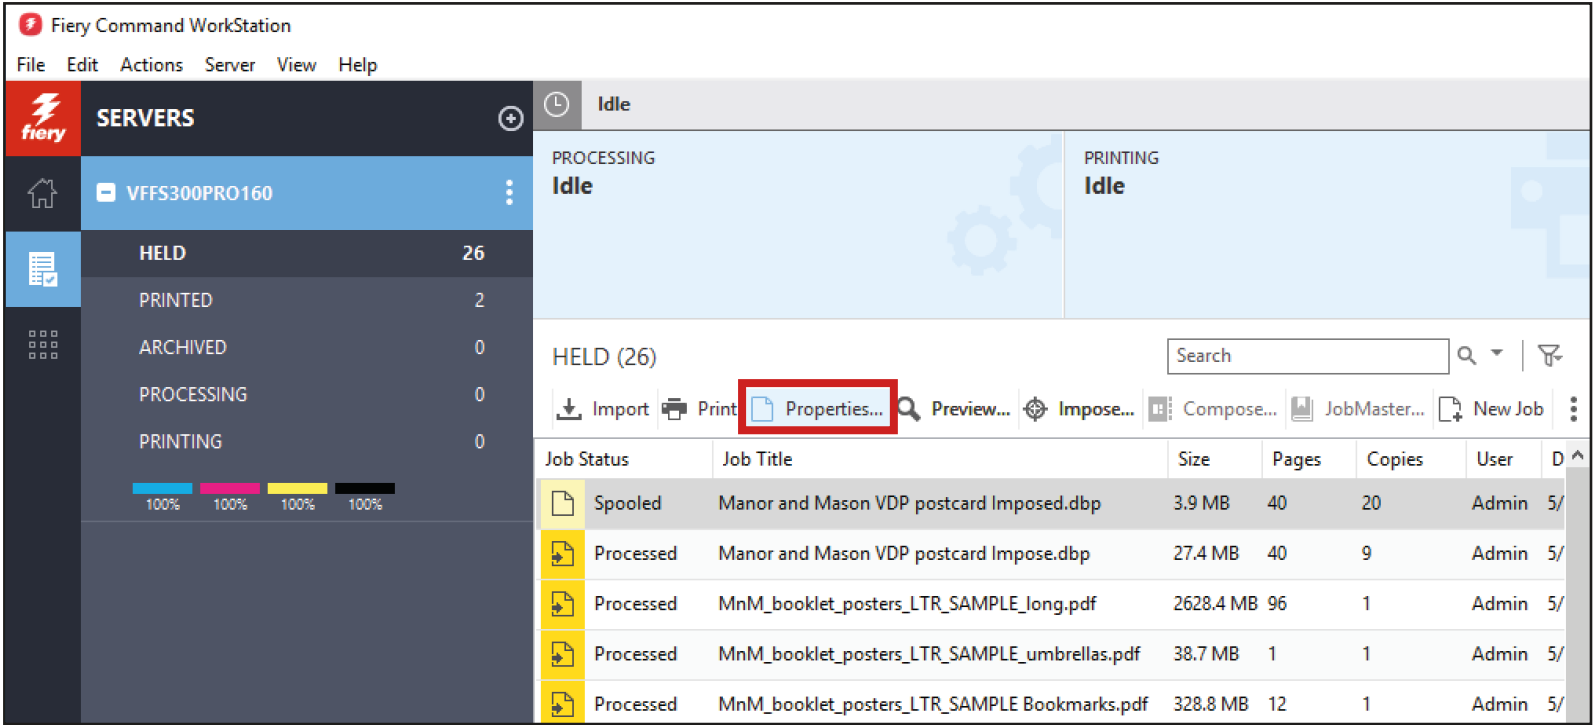 Fiery Command WorkStation
File Edit Actions Server View Help
fiery
SERVERS
Idle
VFFS300PRO160
PROCESSING
Idle
PRINTING
Idle
HELD 26
PRINTED 2
ARCHIVED 0
PROCESSING 0
PRINTING 0
100% 100% 100% 100%
HELD (26)
Search
Import Print Properties... Preview... Impose... Compose... JobMaster... New Job
Job Status Job Title Size Pages Copies User D
Spooled Manor and Mason VDP postcard Imposed.dbp 3.9 MB 40 20 Admin 5/
Processed Manor and Mason VDP postcard Impose.dbp 27.4 MB 40 9 Admin 5/
Processed MnM_booklet_posters_LTR_SAMPLE_long.pdf 2628.4 MB 96 1 Admin 5/
Processed MnM_booklet_posters_LTR_SAMPLE_umbrellas.pdf 38.7 MB 1 1 Admin 5/
Processed MnM_booklet_posters_LTR_SAMPLE Bookmarks.pdf 328.8 MB 12 1 Admin 5/